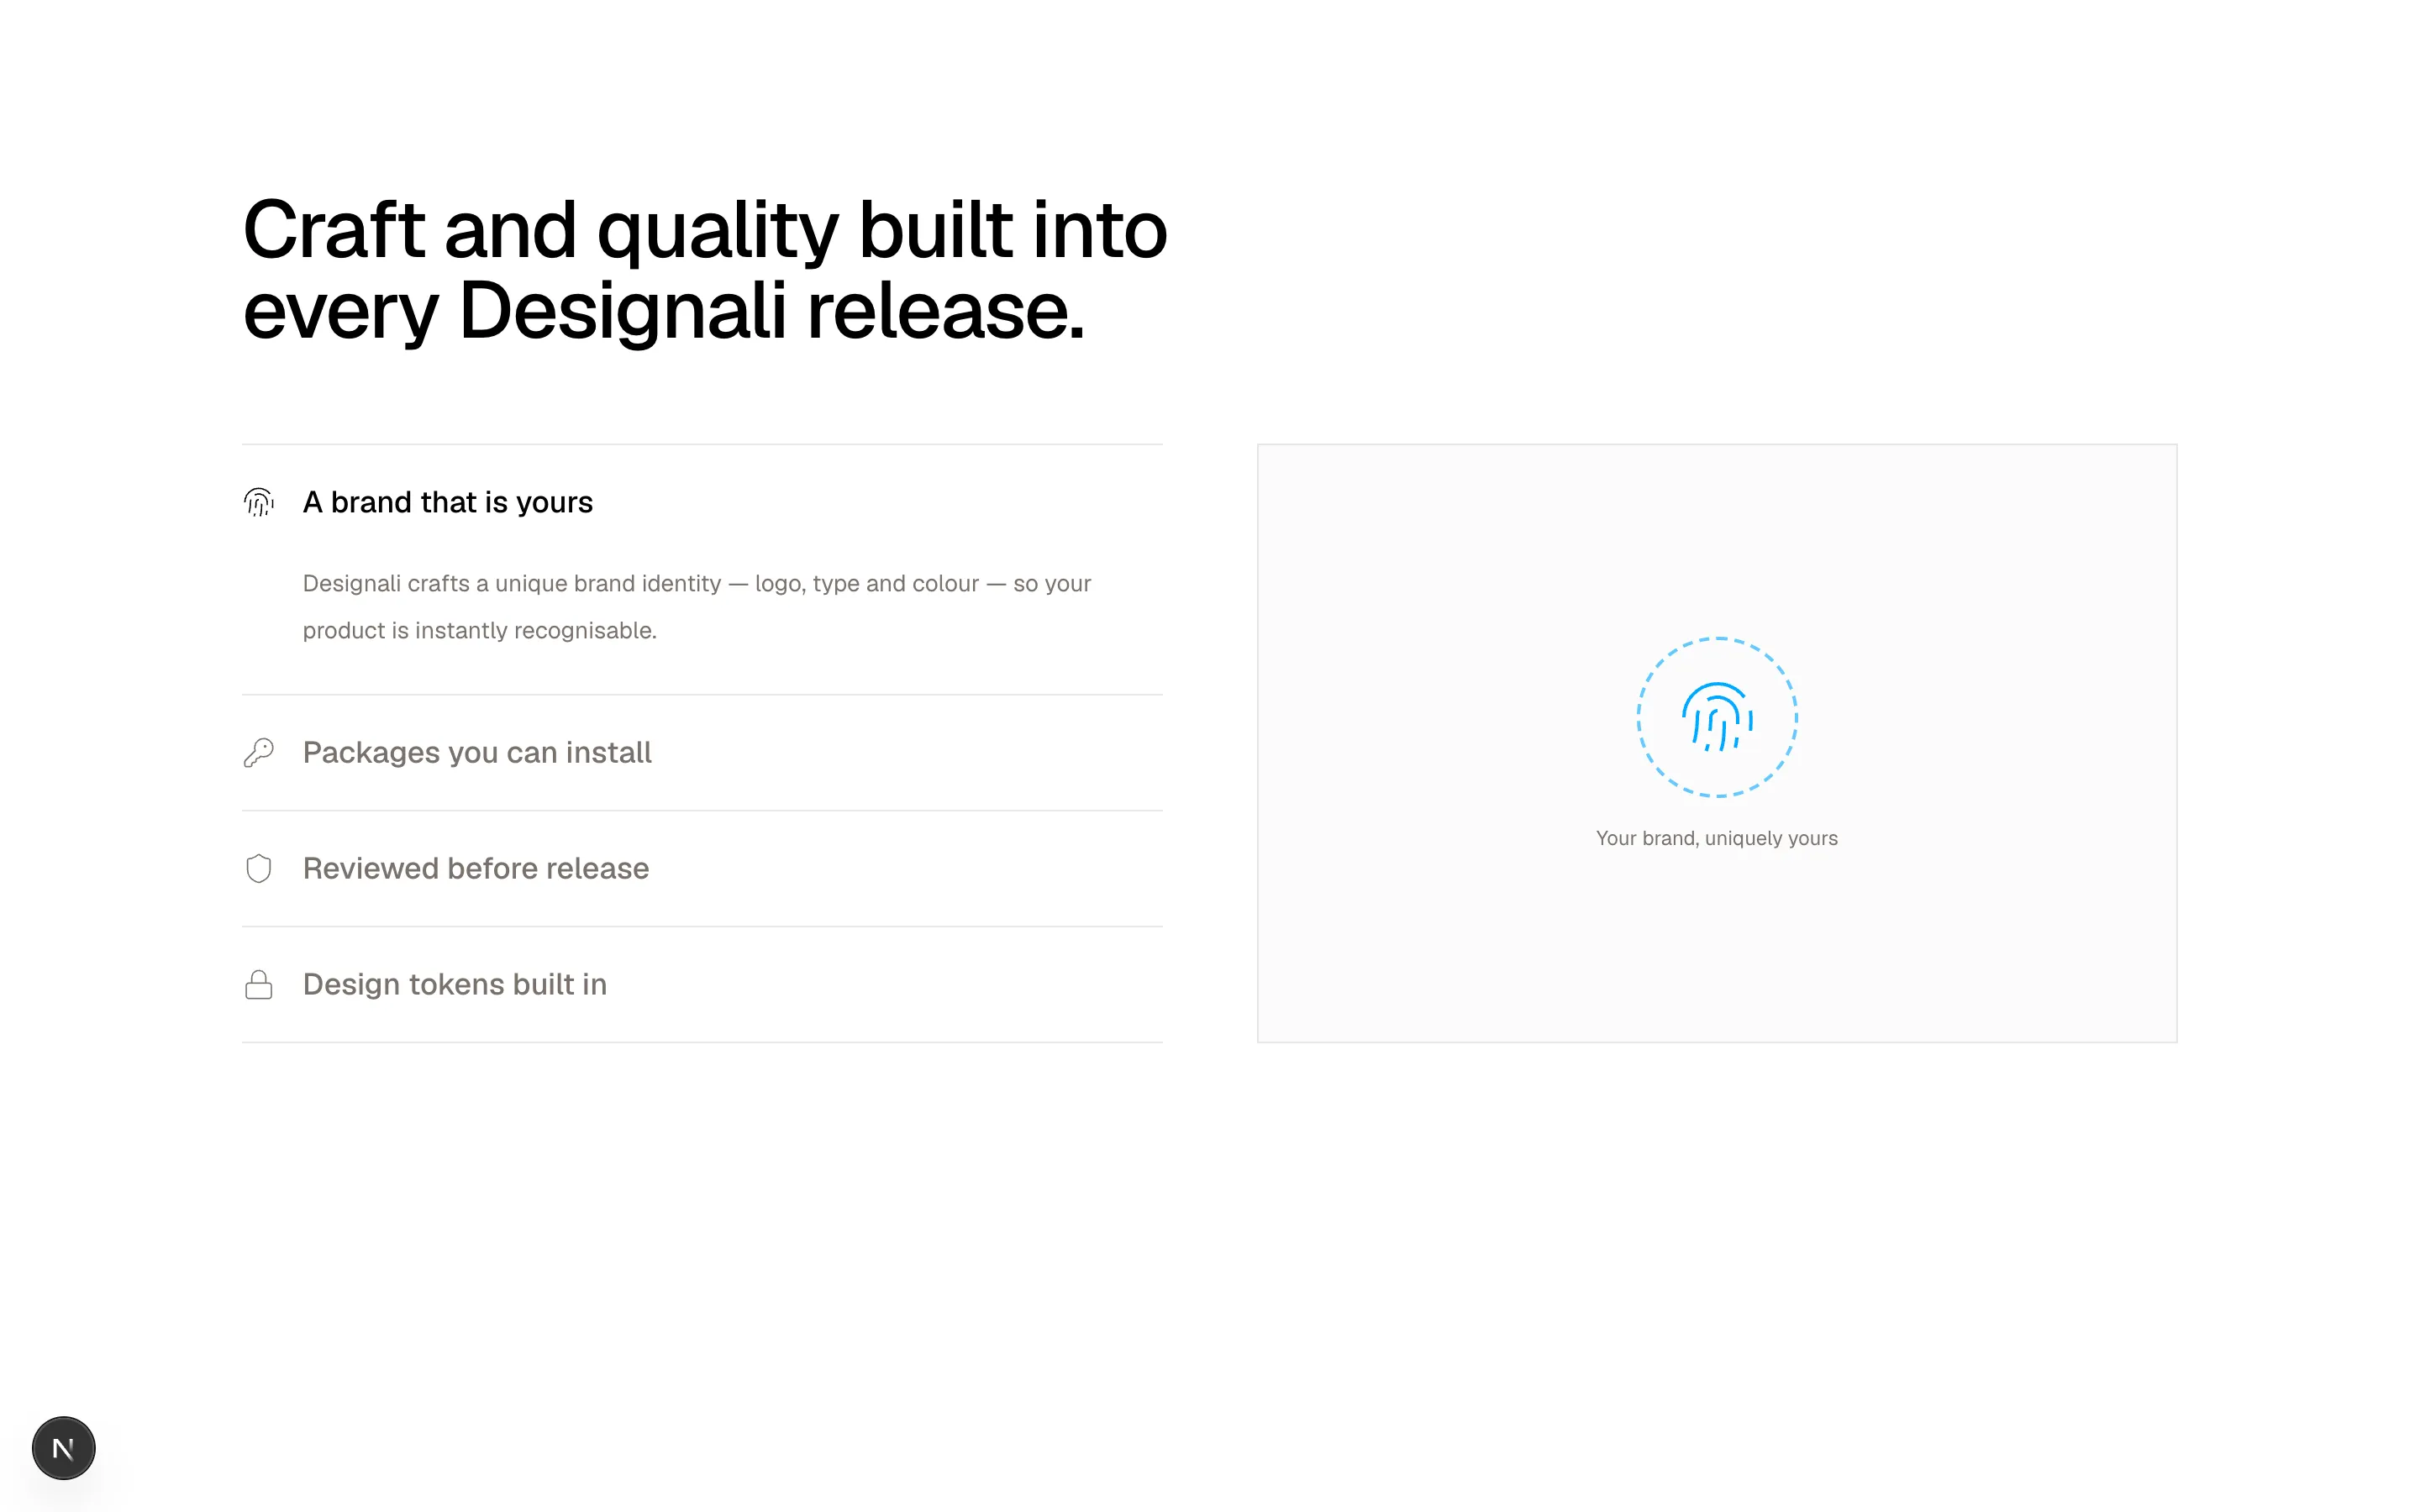 Craft and quality built into
every Designali release.
A brand that is yours
Designali crafts a unique brand identity — logo, type and colour — so your
product is instantly recognisable.
Packages you can install
Reviewed before release
Design tokens built in
Your brand, uniquely yours
N